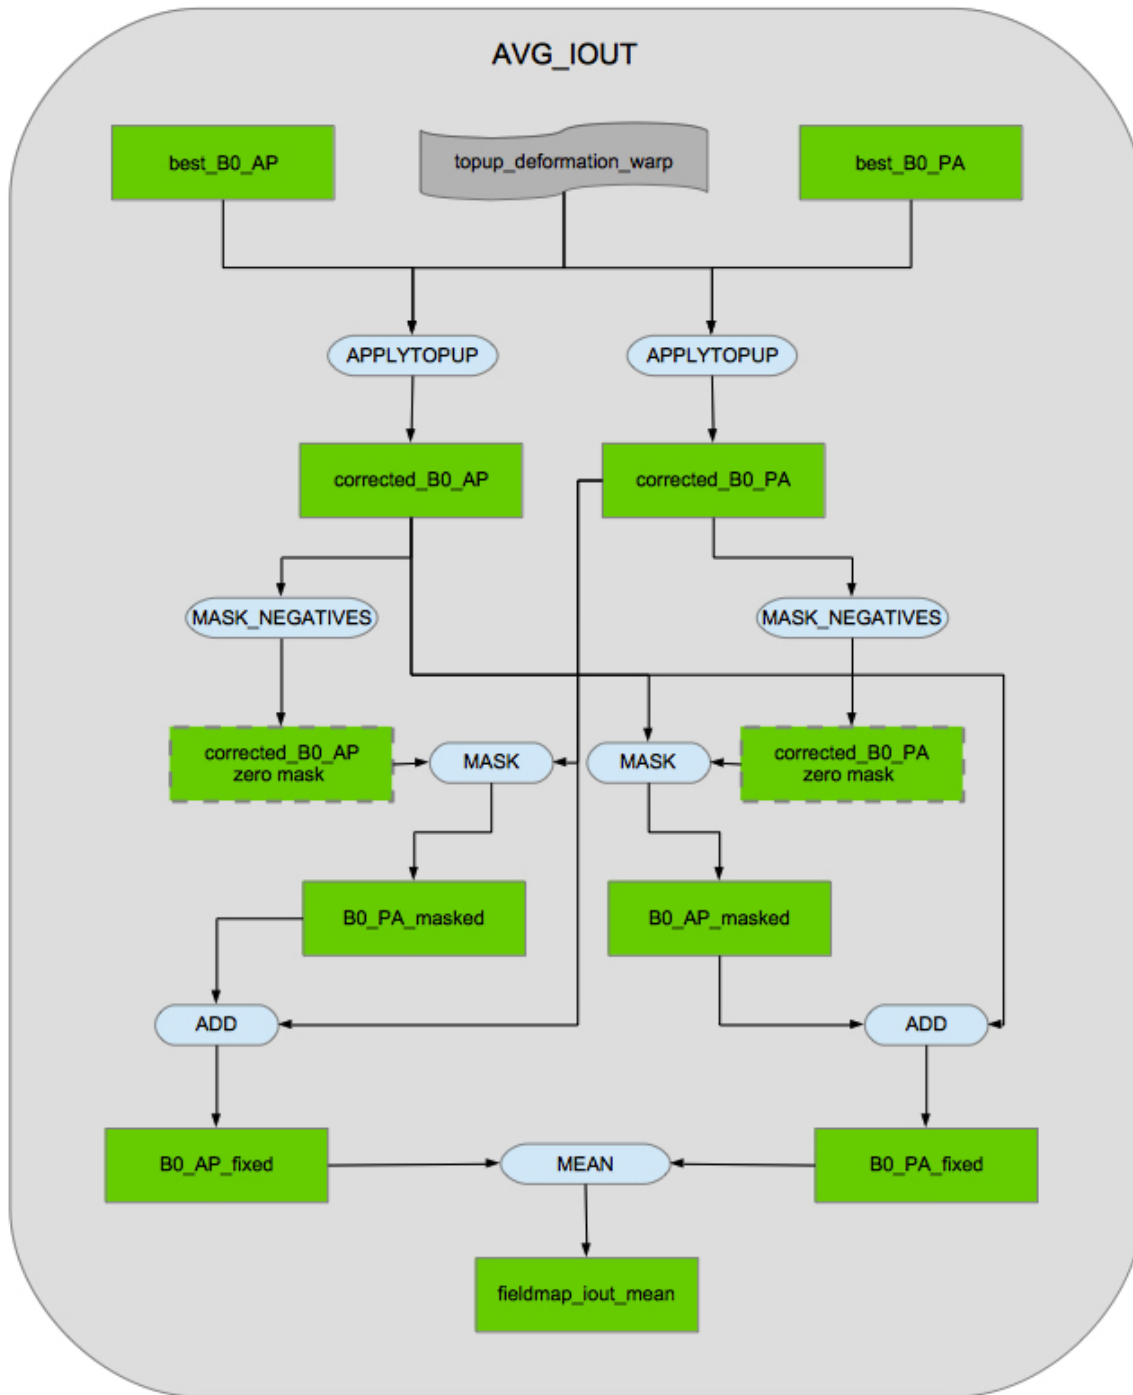 AVG_IOUT
best_B0_AP
topup_deformation_warp
best_B0_PA
APPLYTOPUP
APPLYTOPUP
corrected_B0_AP
corrected_B0_PA
MASK_NEGATIVES
MASK_NEGATIVES
corrected_B0_AP
zero mask
MASK
MASK
corrected_B0_PA
zero mask
B0_PA_masked
B0_AP_masked
ADD
ADD
B0_AP_fixed
MEAN
B0_PA_fixed
fieldmap_iout_mean